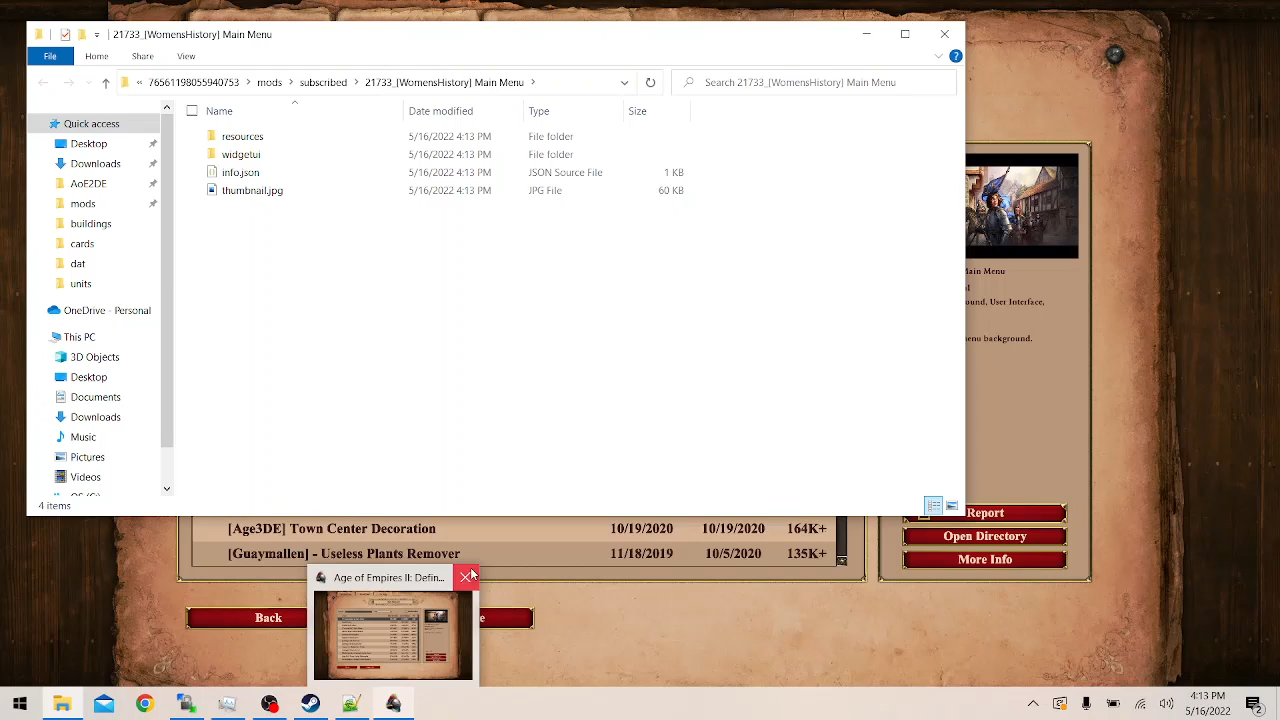 21733_[WomensHistory] Main Menu
File Home Share View
« 76561198055940753 > mods > subscribed > 21733_[WomensHistory] Main Menu >
Search 21733_[WomensHistory] Main Menu
Name Date modified Type Size
Quick access
Desktop
Downloads
AoE2DE
mods
buildings
cards
dat
units
OneDrive - Personal
This PC
3D Objects
Desktop
Documents
Downloads
Music
Pictures
Videos
resources 5/16/2022 4:13 PM File folder
widgetui 5/16/2022 4:13 PM File folder
info.json 5/16/2022 4:13 PM JSON Source File 1 KB
thumbnail.jpg 5/16/2022 4:13 PM JPG File 60 KB
4 items
Main Menu
ound, User Interface,
enu background.
[Age3DE] Town Center Decoration 10/19/2020 10/19/2020 164K+
[Guaymallen] - Useless Plants Remover 11/18/2019 10/5/2020 135K+
Report
Open Directory
More Info
Age of Empires II: Defin...
Back
4:13 PM
5/16/2022
2